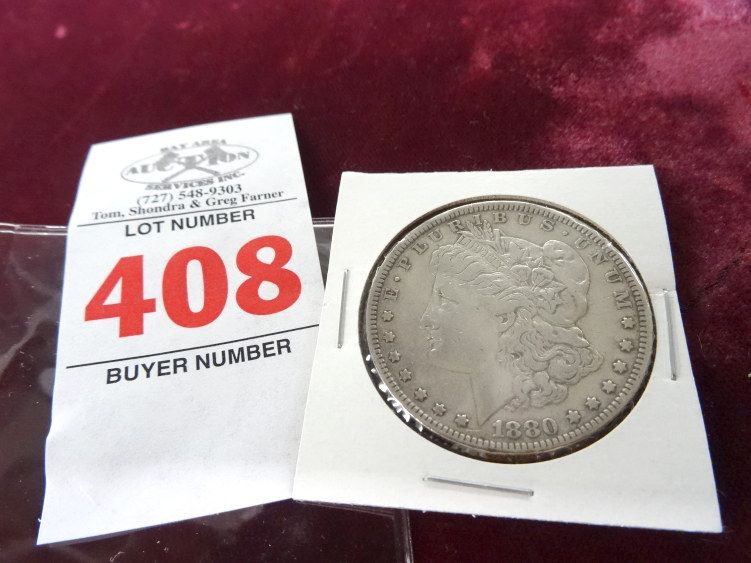 BAY AREA
AUCTION
SERVICES INC.
(727) 548-9303
Tom, Shondra & Greg Farner
LOT NUMBER
408
BUYER NUMBER
E·PLURIBUS·UNUM
1880